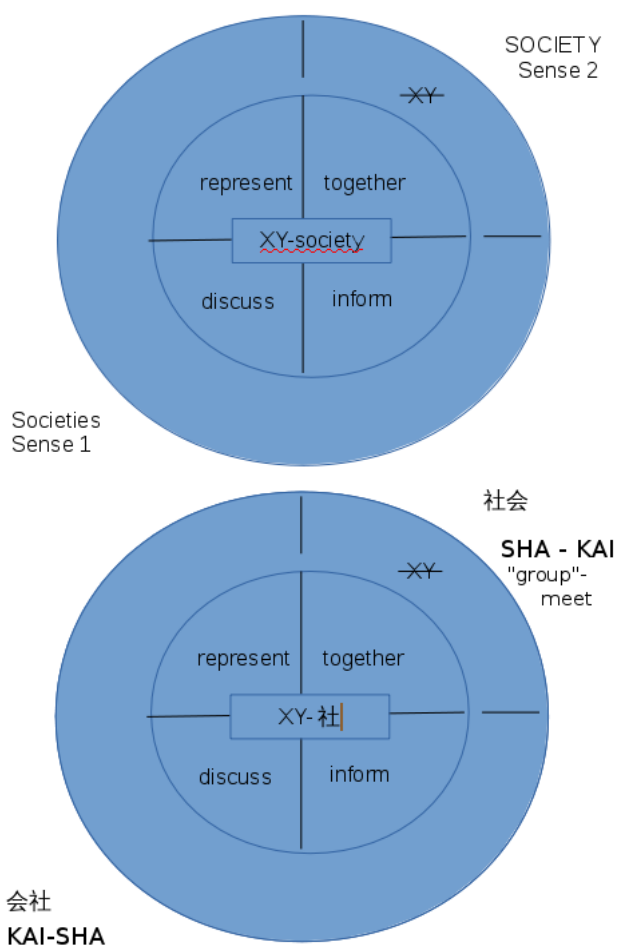 SOCIETY
Sense 2
XY
represent together
XY-society
discuss inform
Societies
Sense 1
社会
SHA - KAI
"group"-
meet
XY
represent together
XY- 社
discuss inform
会社
KAI-SHA